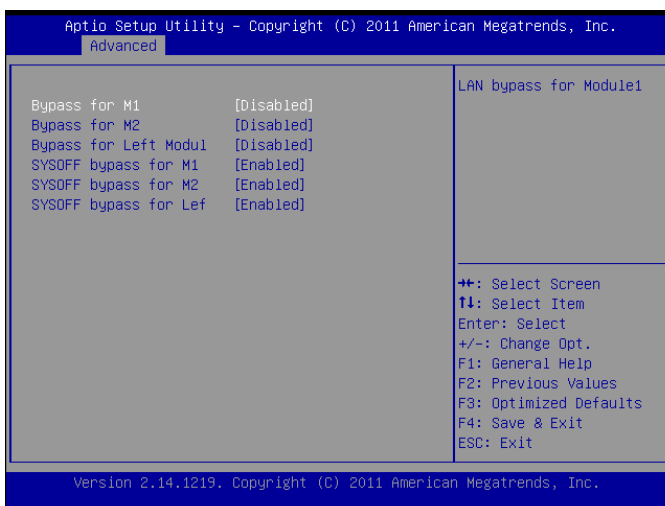 Aptio Setup Utility – Copyright (C) 2011 American Megatrends, Inc.
Advanced
Bypass for M1 [Disabled]
Bypass for M2 [Disabled]
Bypass for Left Modul [Disabled]
SYSOFF bypass for M1 [Enabled]
SYSOFF bypass for M2 [Enabled]
SYSOFF bypass for Lef [Enabled]
LAN bypass for Module1
→←: Select Screen
↑↓: Select Item
Enter: Select
+/-: Change Opt.
F1: General Help
F2: Previous Values
F3: Optimized Defaults
F4: Save & Exit
ESC: Exit
Version 2.14.1219. Copyright (C) 2011 American Megatrends, Inc.